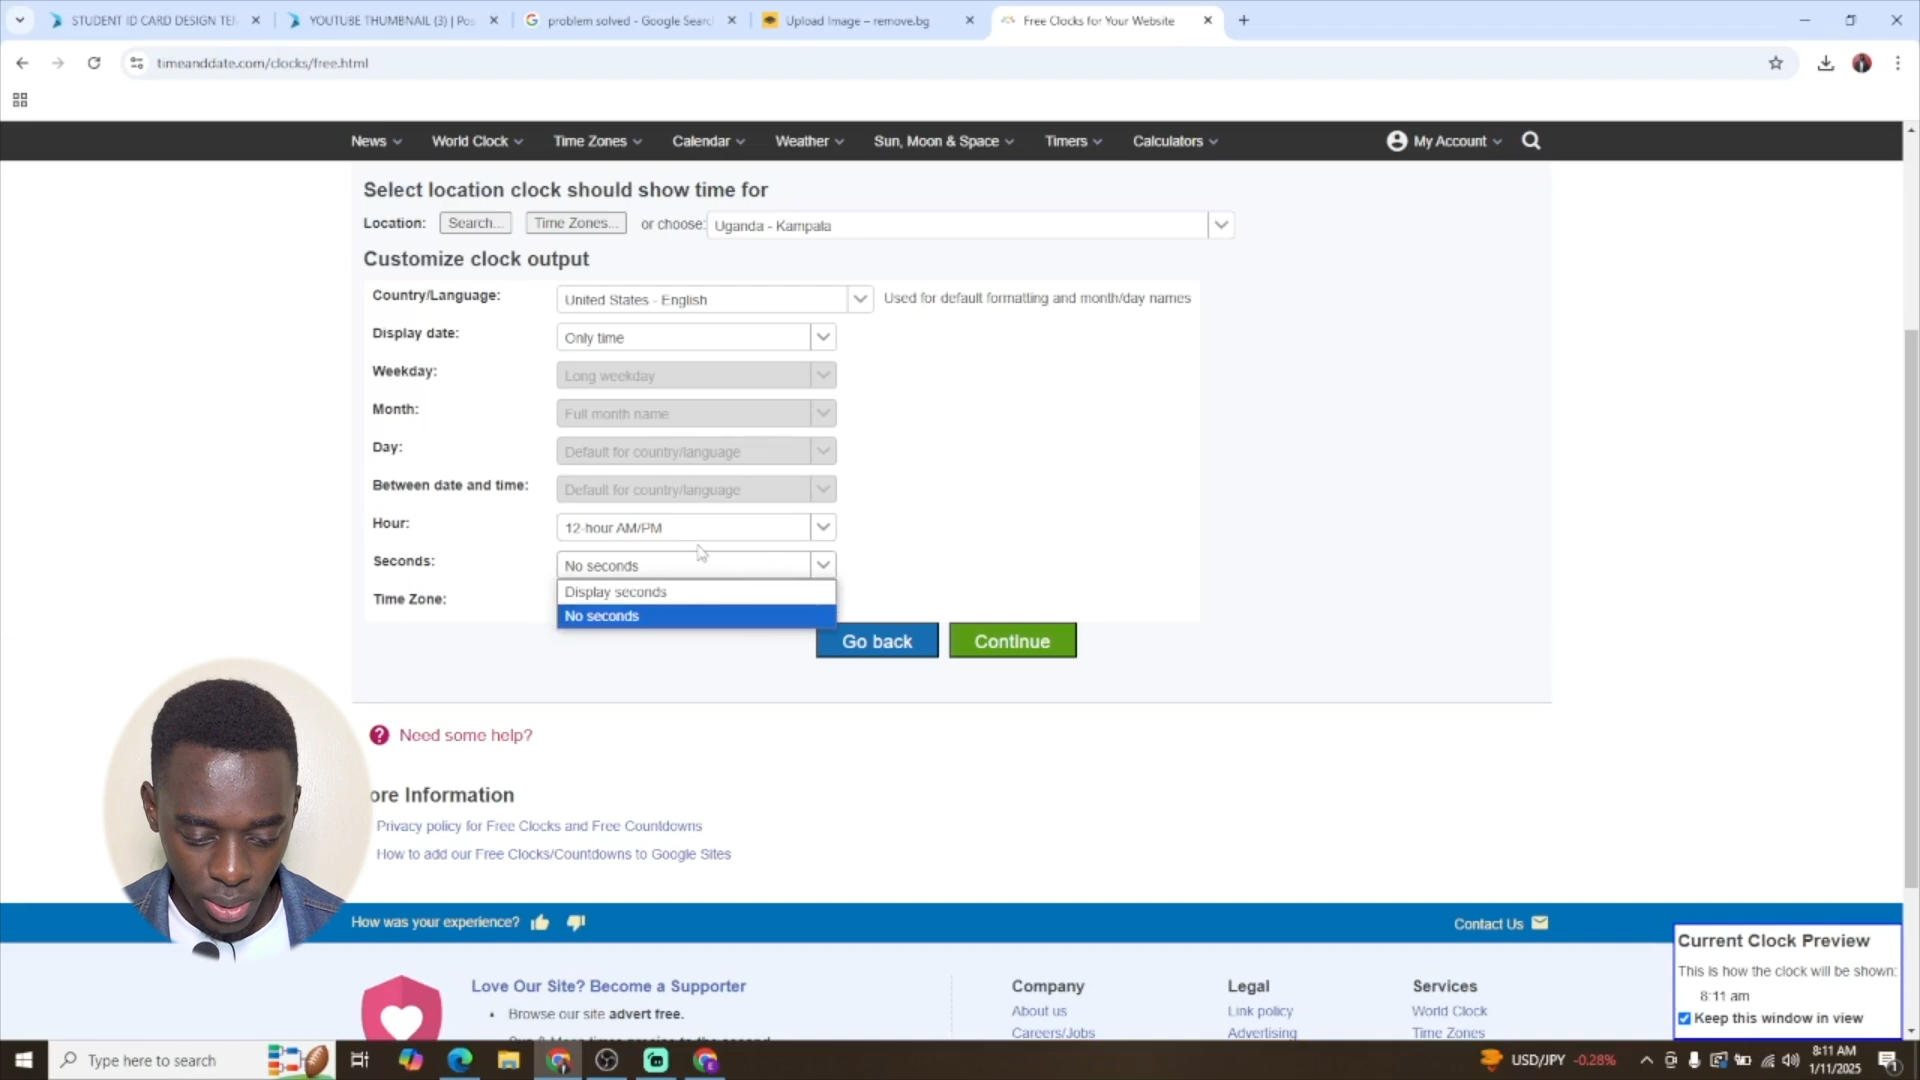 STUDENT ID CARD DESIGN TEM
YOUTUBE THUMBNAIL (3) | Pos
problem solved - Google Search
Upload Image – remove.bg
Free Clocks for Your Website
timeanddate.com/clocks/free.html
News
World Clock
Time Zones
Calendar
Weather
Sun, Moon & Space
Timers
Calculators
My Account
Select location clock should show time for
Location: Search... Time Zones... or choose: Uganda - Kampala
Customize clock output
Country/Language: United States - English Used for default formatting and month/day names
Display date: Only time
Weekday: Long weekday
Month: Full month name
Day: Default for country/language
Between date and time: Default for country/language
Hour: 12-hour AM/PM
Seconds: No seconds
Display seconds
Time Zone:
No seconds
Go back Continue
Need some help?
ore Information
Privacy policy for Free Clocks and Free Countdowns
How to add our Free Clocks/Countdowns to Google Sites
How was your experience?
Contact Us
Current Clock Preview
This is how the clock will be shown:
8:11 am
Keep this window in view
Love Our Site? Become a Supporter
Browse our site advert free.
Company
About us
Careers/Jobs
Legal
Link policy
Advertising
Services
World Clock
Time Zones
Type here to search
USD/JPY -0.28%
8:11 AM
1/11/2025
1